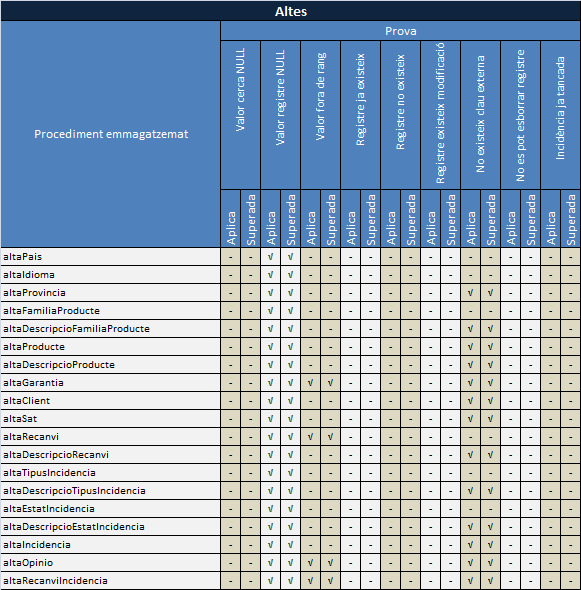 Altes
Prova
Procediment emmagatzemat
Valor cerca NULL
Valor registre NULL
Valor fora de rang
Registre ja existeix
Registre no existeix
Registre existeix modificació
No existeix clau externa
No es pot esborrar registre
Incidència ja tancada
Aplica Superada Aplica Superada Aplica Superada Aplica Superada Aplica Superada Aplica Superada Aplica Superada Aplica Superada Aplica Superada
altaPais - - √ √ - - - - - - - - - - - - - -
altaIdioma - - √ √ - - - - - - - - - - - - - -
altaProvincia - - √ √ - - - - - - - - √ √ - - - -
altaFamiliaProducte - - √ √ - - - - - - - - - - - - - -
altaDescripcioFamiliaProducte - - √ √ - - - - - - - - √ √ - - - -
altaProducte - - √ √ - - - - - - - - √ √ - - - -
altaDescripcioProducte - - √ √ - - - - - - - - √ √ - - - -
altaGarantia - - √ √ √ √ - - - - - - √ √ - - - -
altaClient - - √ √ - - - - - - - - √ √ - - - -
altaSat - - √ √ - - - - - - - - √ √ - - - -
altaRecanvi - - √ √ √ √ - - - - - - - - - - - -
altaDescripcioRecanvi - - √ √ - - - - - - - - √ √ - - - -
altaTipusIncidencia - - √ √ - - - - - - - - - - - - - -
altaDescripcioTipusIncidencia - - √ √ - - - - - - - - √ √ - - - -
altaEstatIncidencia - - √ √ - - - - - - - - - - - - - -
altaDescripcioEstatIncidencia - - √ √ - - - - - - - - √ √ - - - -
altaIncidencia - - √ √ - - - - - - - - √ √ - - - -
altaOpinio - - √ √ √ √ - - - - - - √ √ - - - -
altaRecanviIncidencia - - √ √ √ √ - - - - - - √ √ - - - -